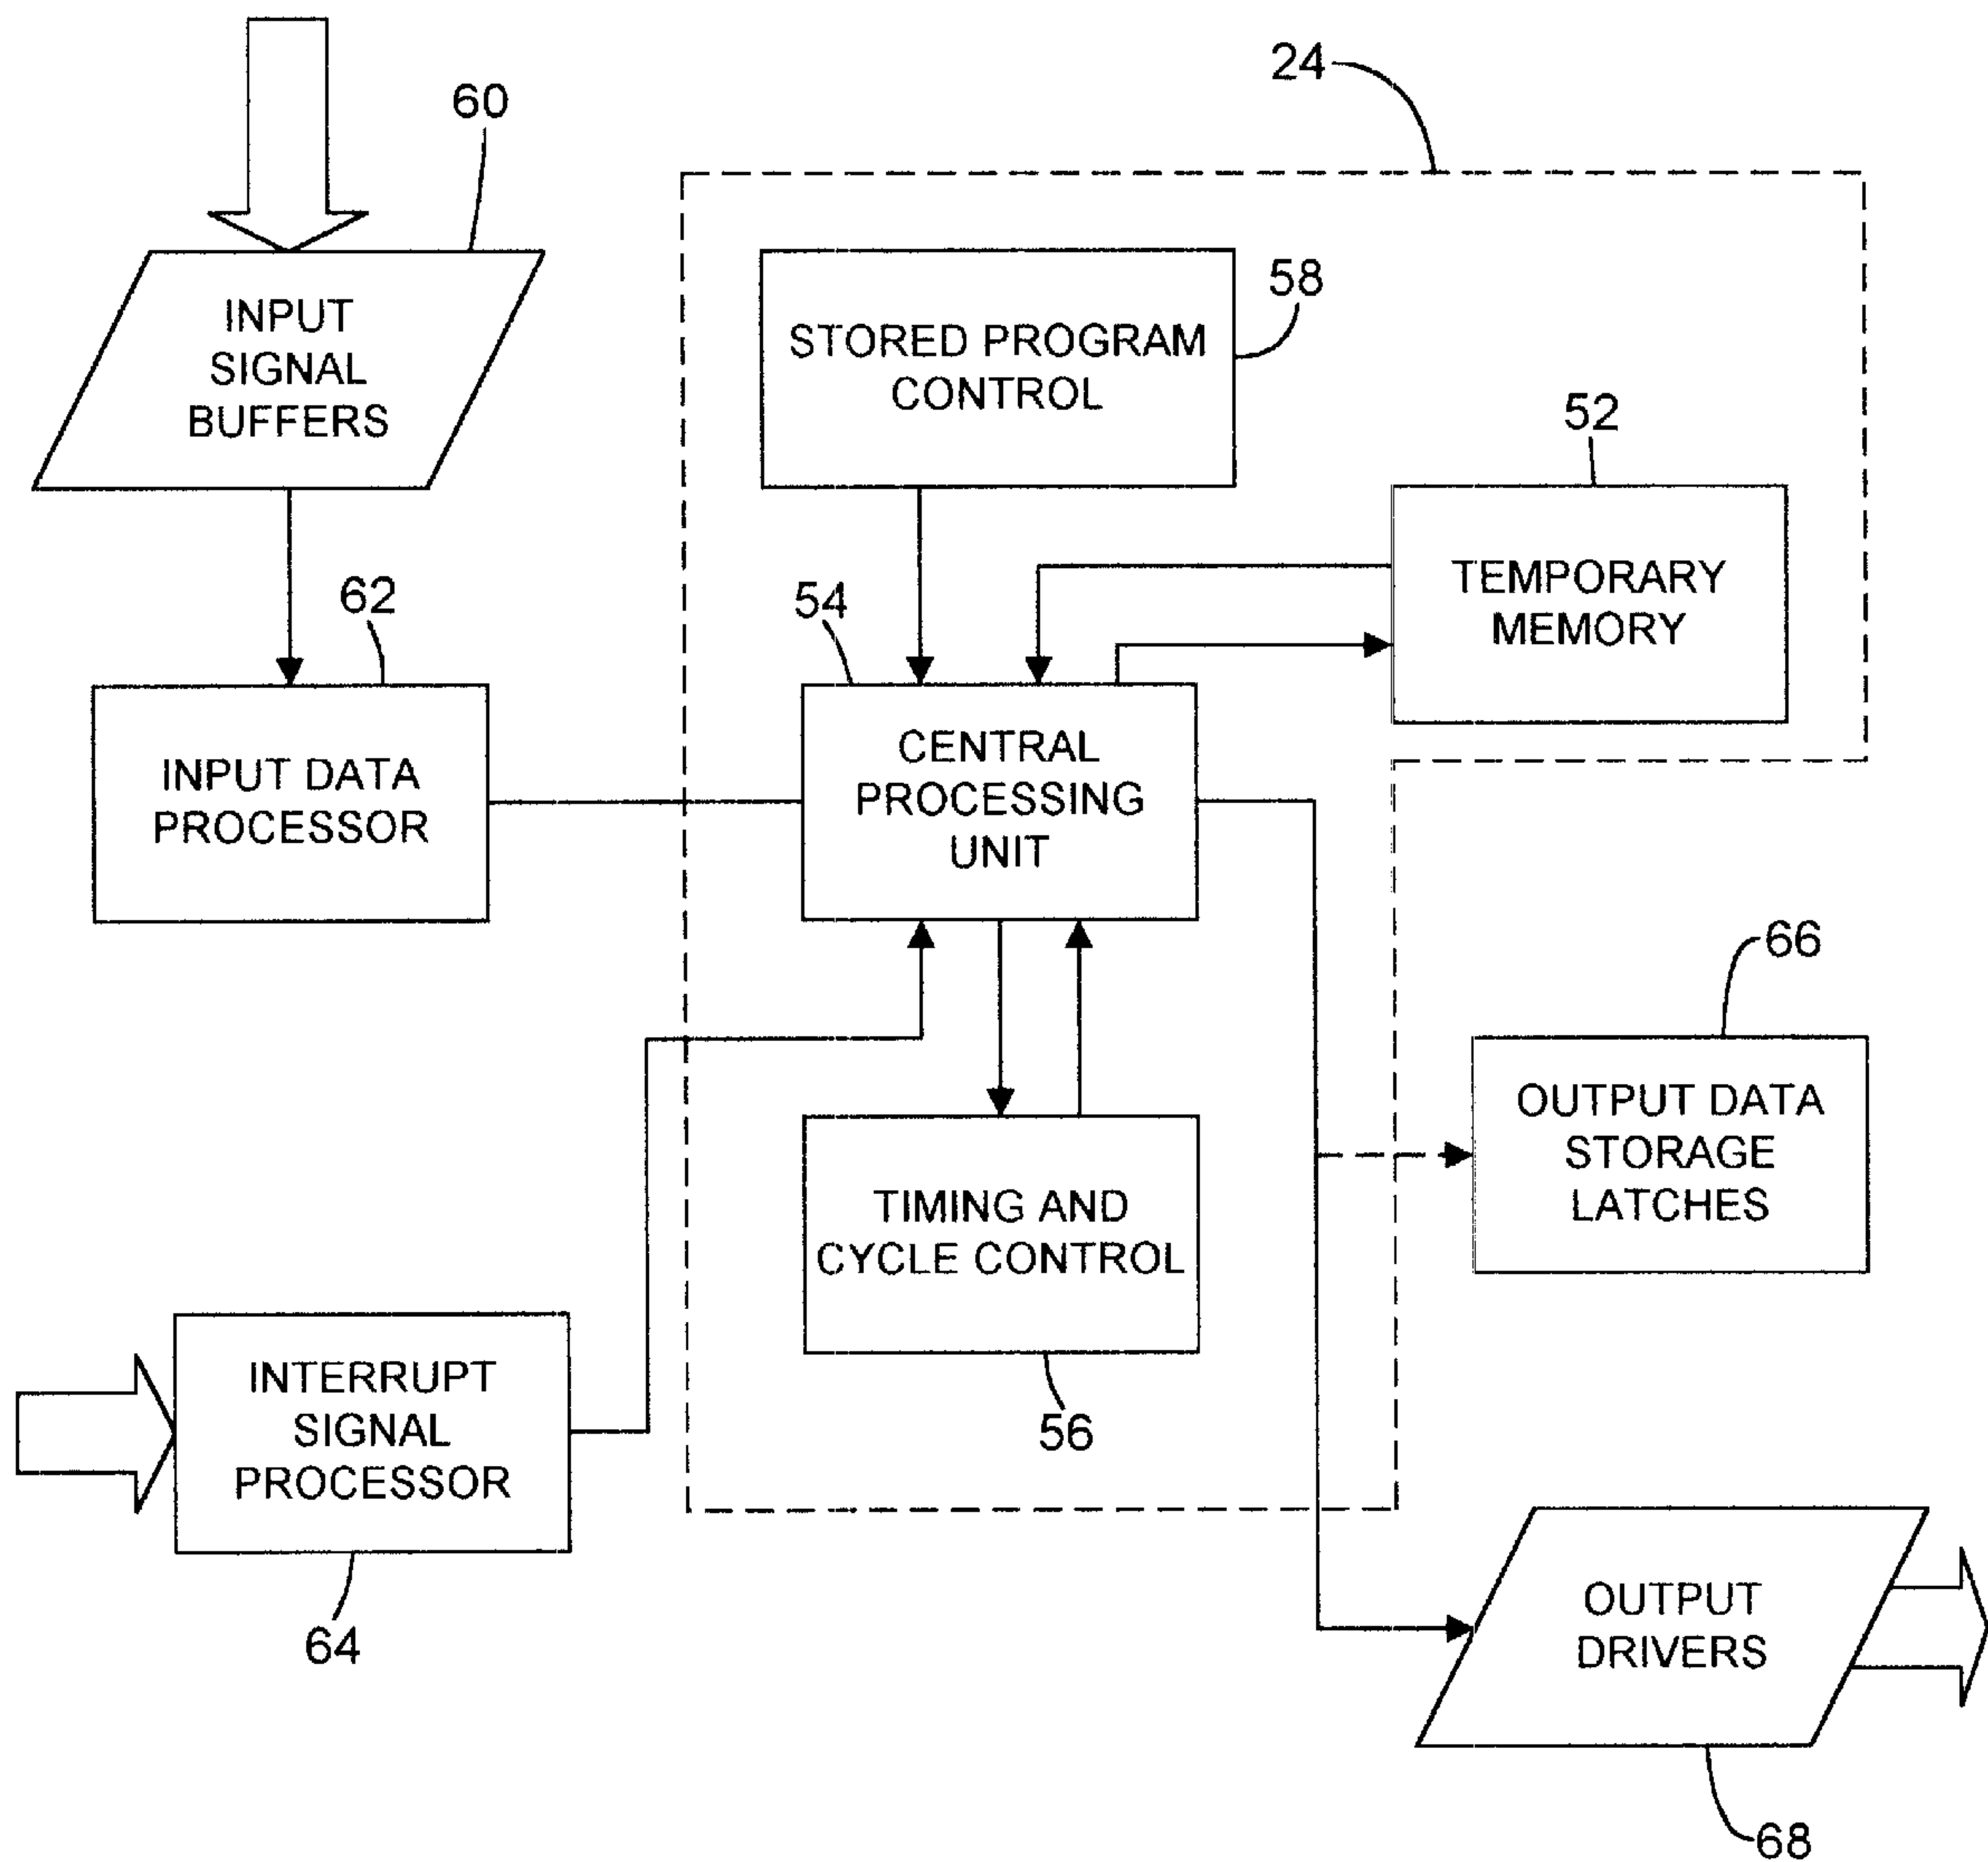 24
60
INPUT
SIGNAL
BUFFERS
58
STORED PROGRAM
CONTROL
52
TEMPORARY
MEMORY
62
INPUT DATA
PROCESSOR
54
CENTRAL
PROCESSING
UNIT
66
OUTPUT DATA
STORAGE
LATCHES
TIMING AND
CYCLE CONTROL
56
INTERRUPT
SIGNAL
PROCESSOR
64
OUTPUT
DRIVERS
68